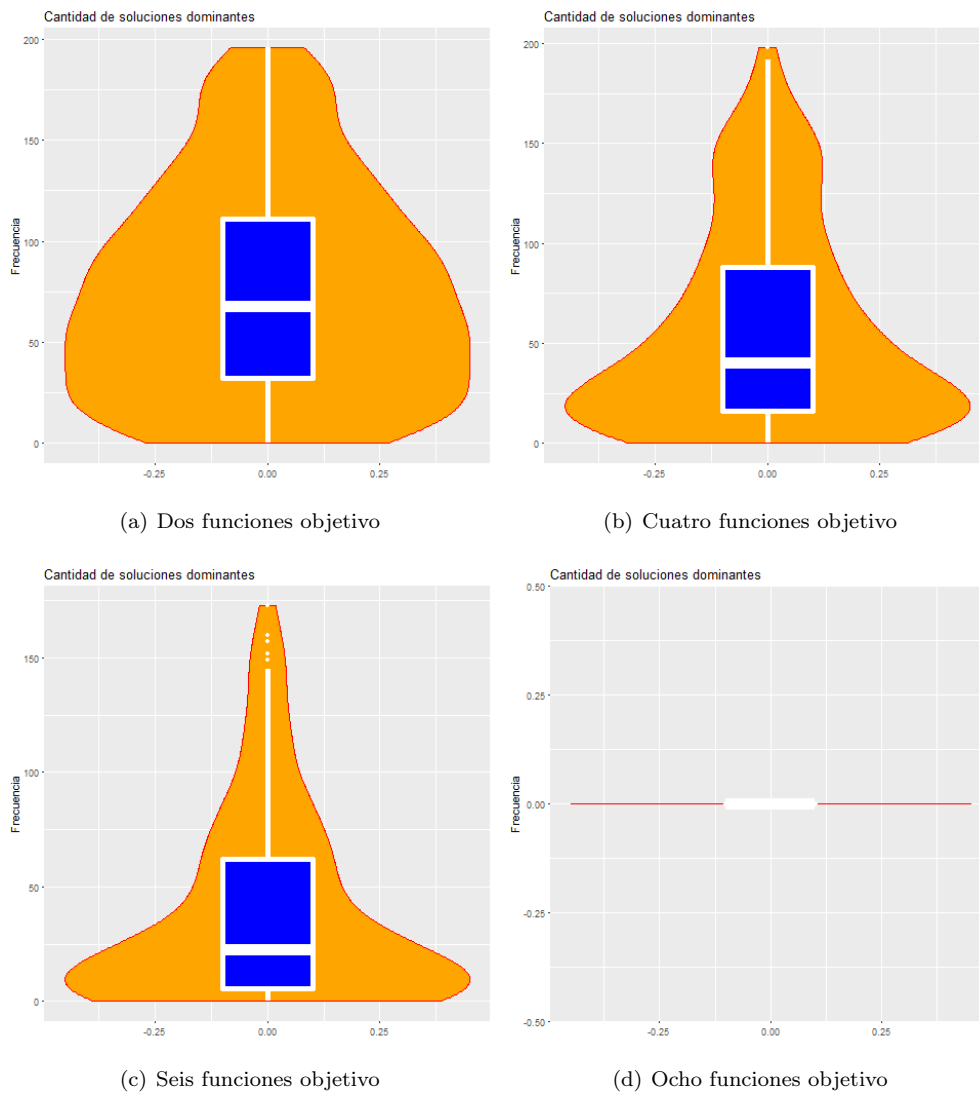 Cantidad de soluciones dominantes
Frecuencia
200
150
100
50
0
-0.25
0.00
0.25
(a) Dos funciones objetivo
Cantidad de soluciones dominantes
Frecuencia
200
150
100
50
0
-0.25
0.00
0.25
(b) Cuatro funciones objetivo
Cantidad de soluciones dominantes
Frecuencia
150
100
50
0
-0.25
0.00
0.25
(c) Seis funciones objetivo
Cantidad de soluciones dominantes
Frecuencia
0.50
0.25
0.00
-0.25
-0.50
-0.25
0.00
0.25
(d) Ocho funciones objetivo